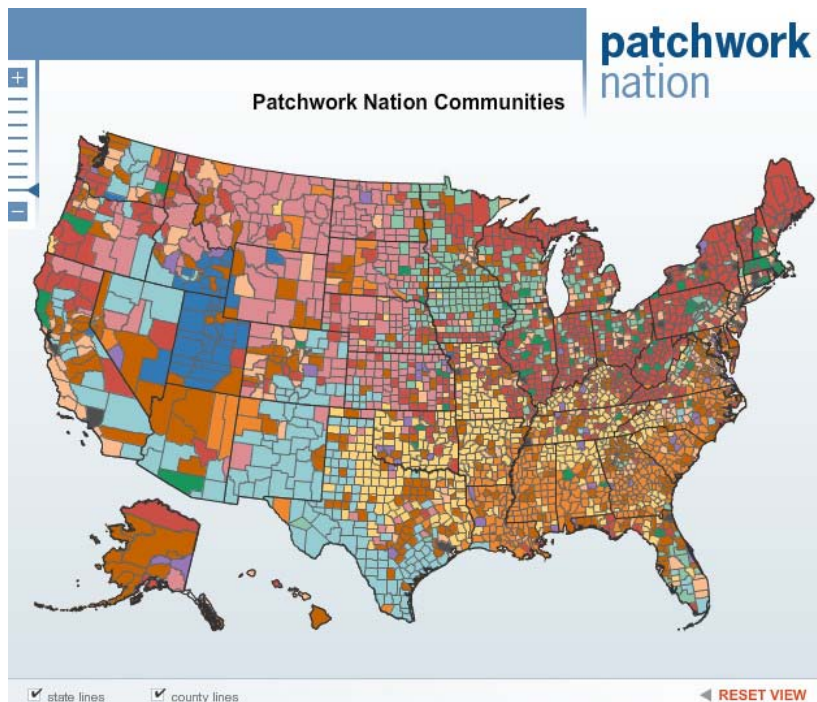 patchwork
nation
+
Patchwork Nation Communities
−
✔ state lines
✔ county lines
◀ RESET VIEW